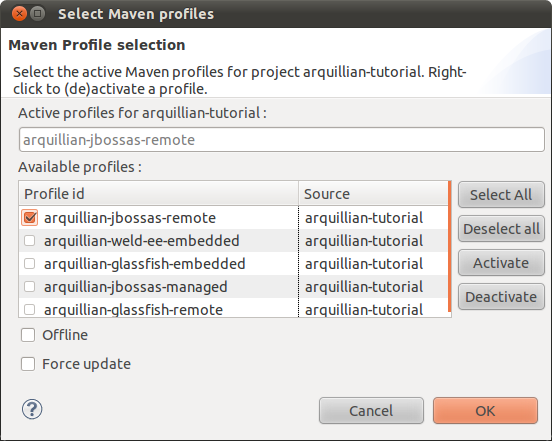 Select Maven profiles
Maven Profile selection
Select the active Maven profiles for project arquillian-tutorial. Right-
click to (de)activate a profile.
Active profiles for arquillian-tutorial :
arquillian-jbossas-remote
Available profiles :
Profile id Source
arquillian-jbossas-remote arquillian-tutorial
arquillian-weld-ee-embedded arquillian-tutorial
arquillian-glassfish-embedded arquillian-tutorial
arquillian-jbossas-managed arquillian-tutorial
arquillian-glassfish-remote arquillian-tutorial
Select All
Deselect all
Activate
Deactivate
Offline
Force update
? Cancel OK